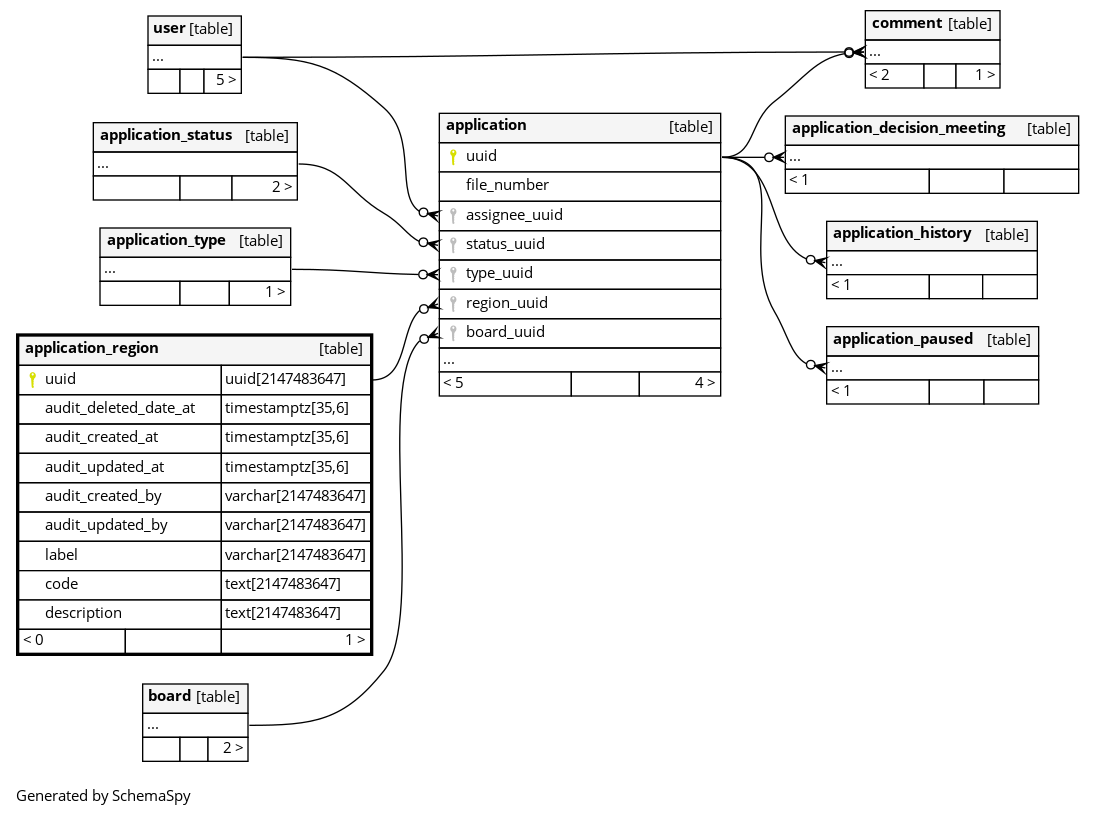 user [table]
...
5 >
application_status [table]
...
2 >
application_type [table]
...
1 >
application_region [table]
uuid uuid[2147483647]
audit_deleted_date_at timestamptz[35,6]
audit_created_at timestamptz[35,6]
audit_updated_at timestamptz[35,6]
audit_created_by varchar[2147483647]
audit_updated_by varchar[2147483647]
label varchar[2147483647]
code text[2147483647]
description text[2147483647]
< 0 1 >
board [table]
...
2 >
application [table]
uuid
file_number
assignee_uuid
status_uuid
type_uuid
region_uuid
board_uuid
...
< 5 4 >
comment [table]
...
< 2 1 >
application_decision_meeting [table]
...
< 1
application_history [table]
...
< 1
application_paused [table]
...
< 1
Generated by SchemaSpy